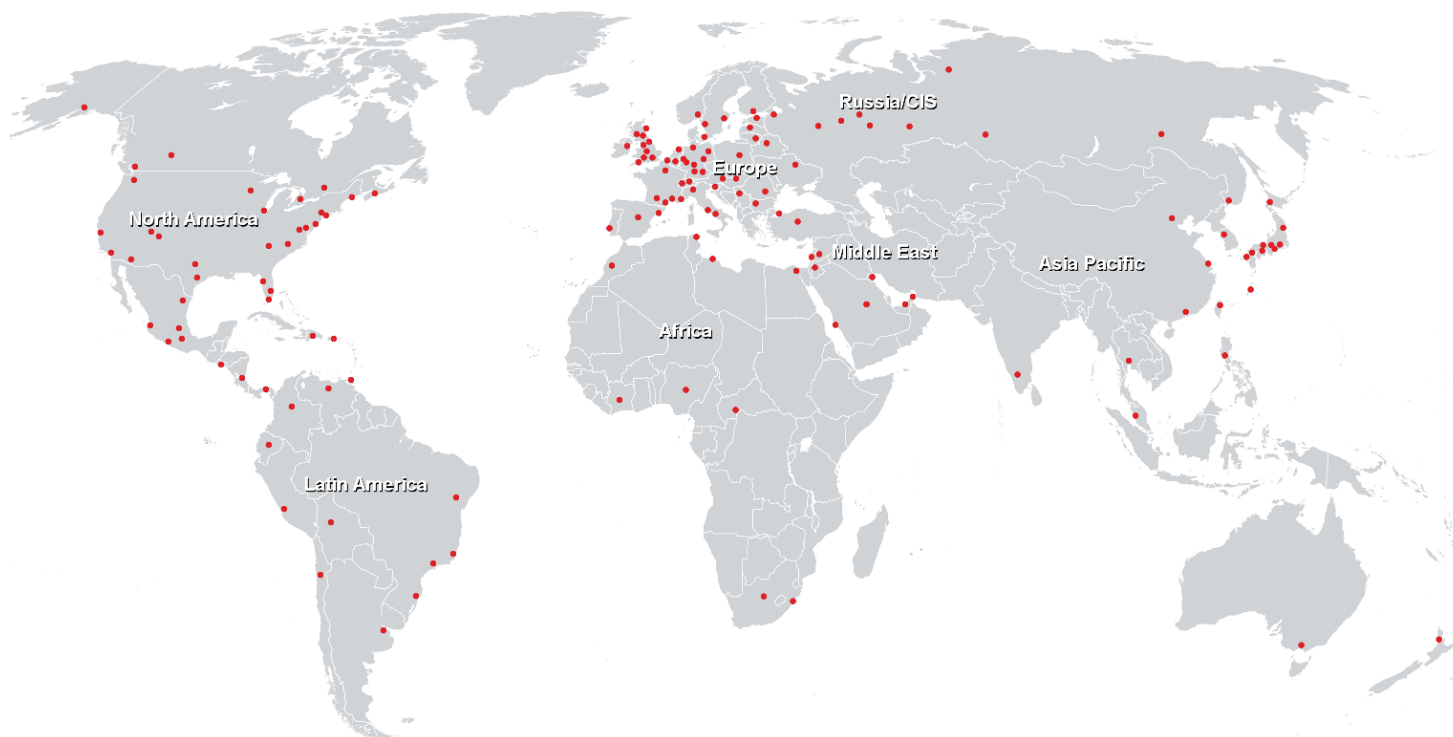 Russia/CIS
Europe
North America
Middle East
Asia Pacific
Africa
Latin America